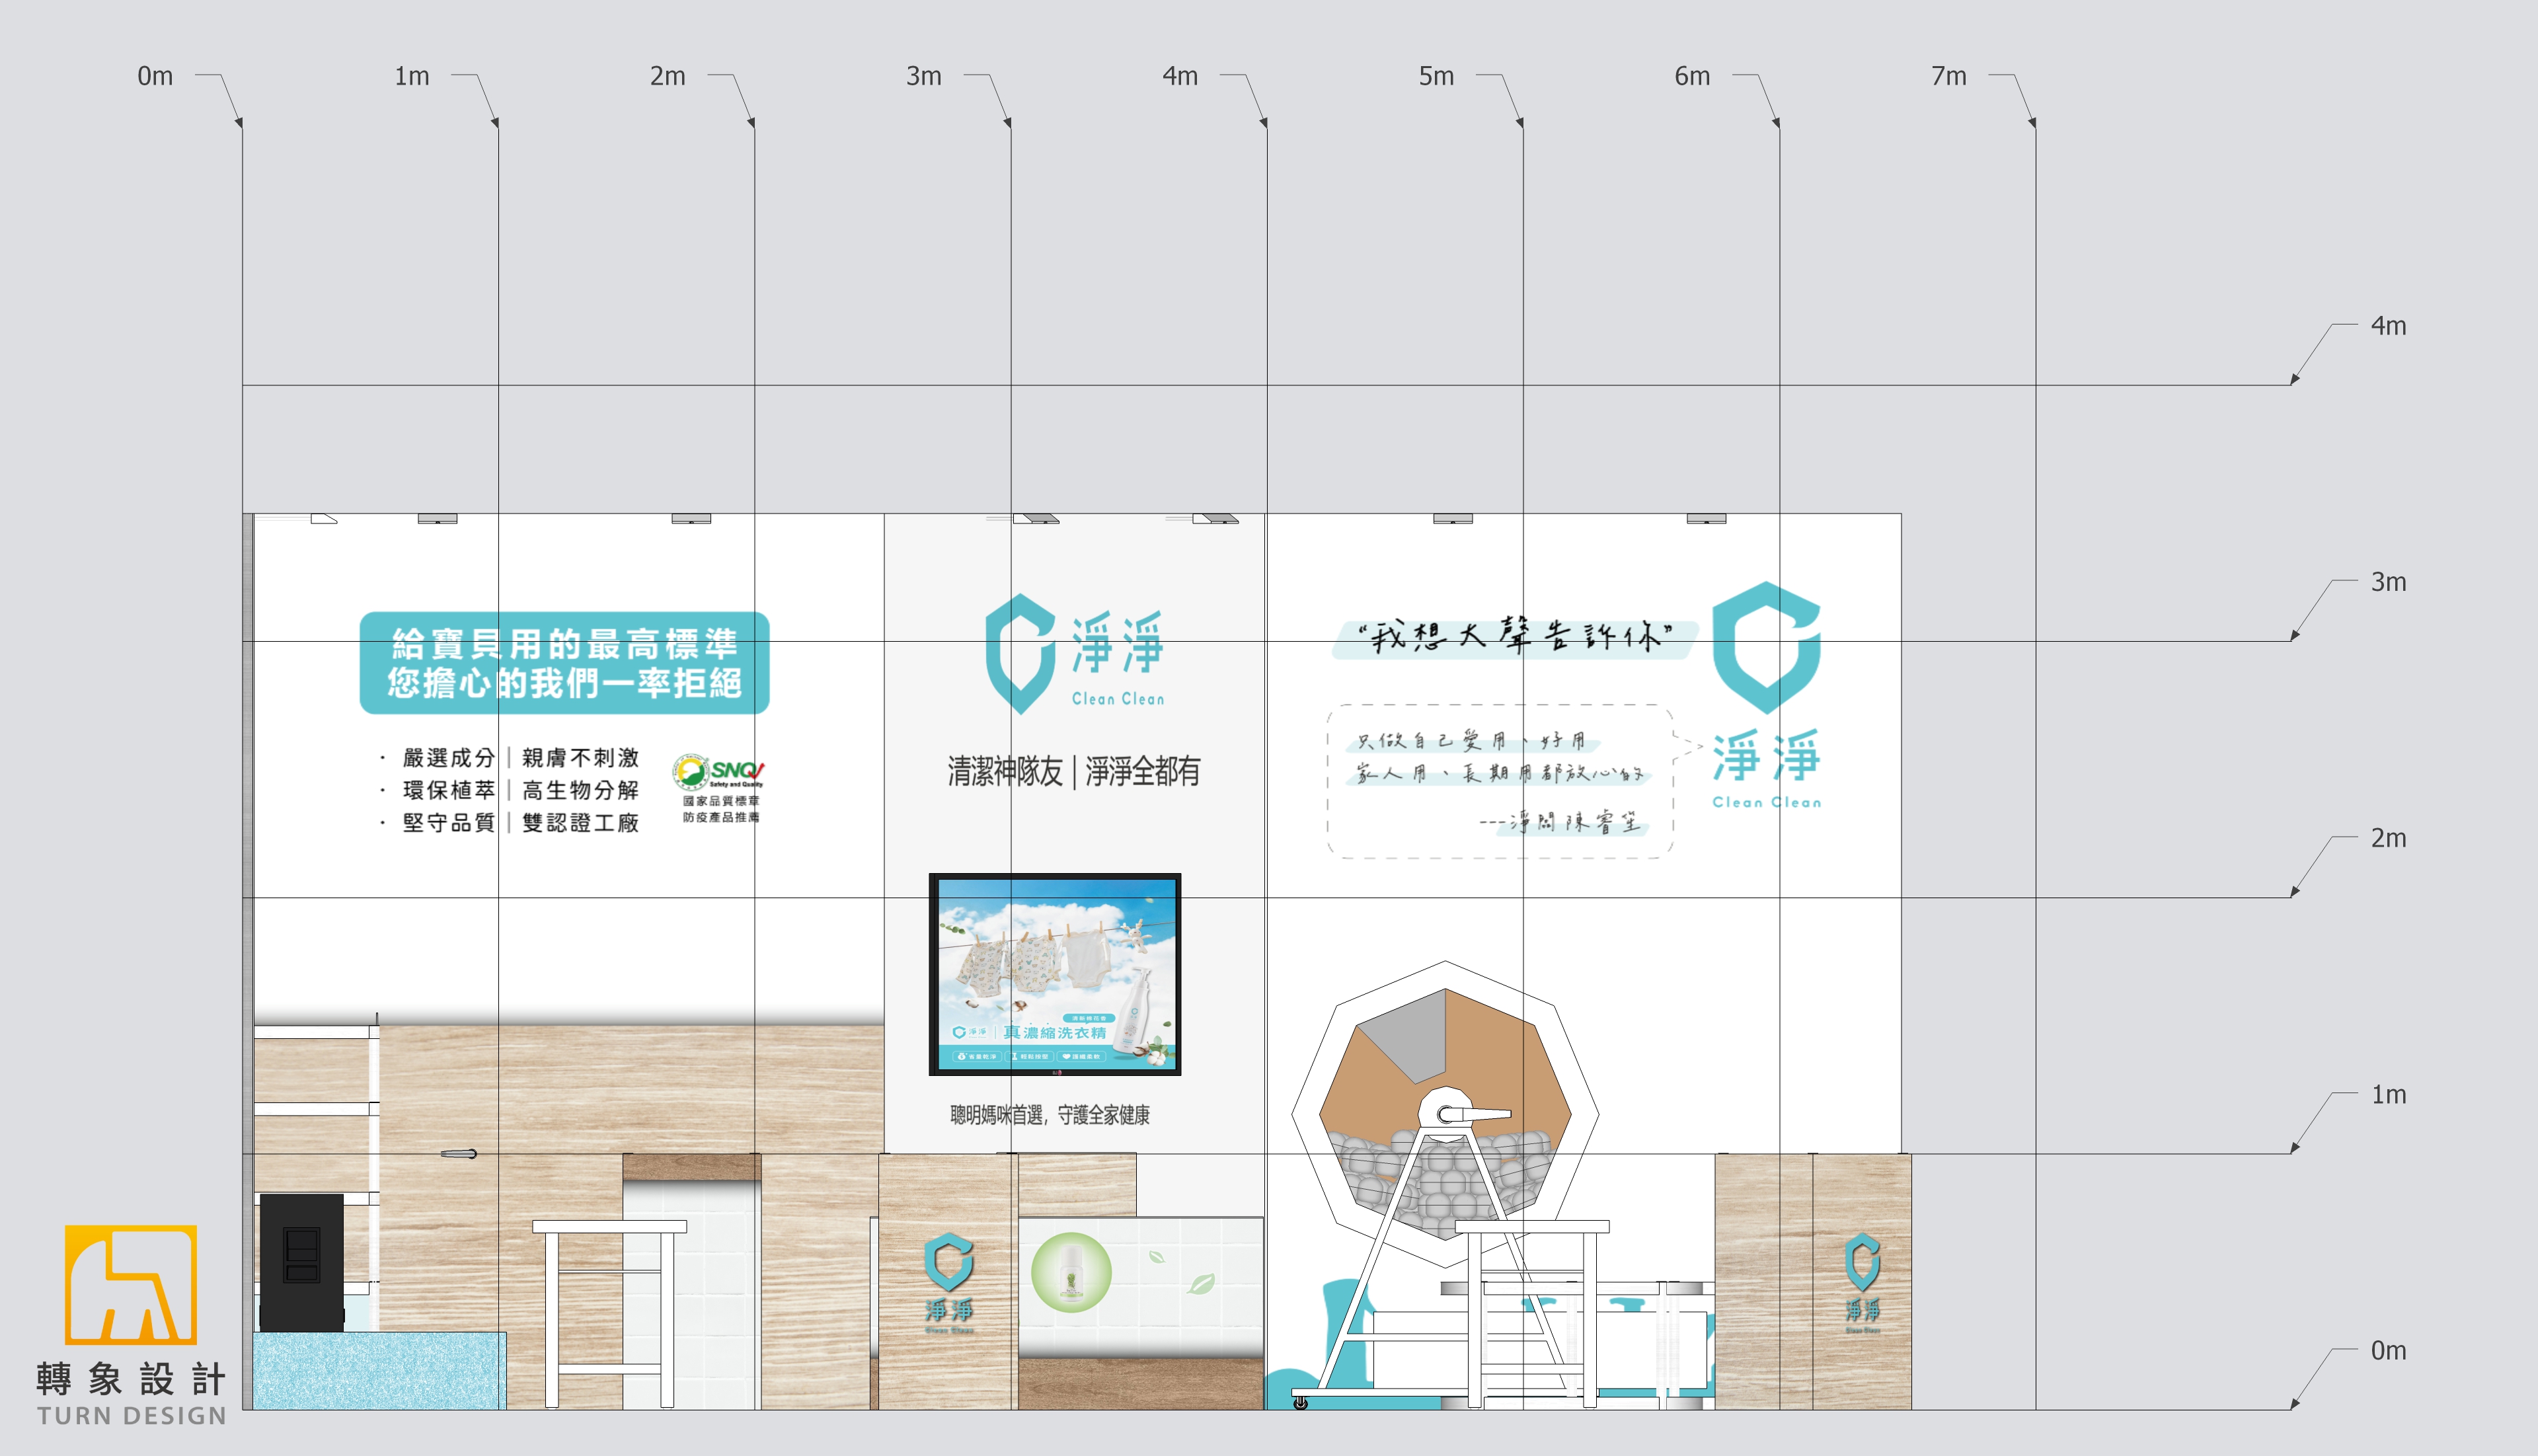 0m
1m
2m
3m
4m
5m
6m
7m
4m
3m
2m
1m
0m
給寶貝用的最高標準
您擔心的我們一率拒絕
· 嚴選成分｜親膚不刺激
· 環保植萃｜高生物分解
· 堅守品質｜雙認證工廠
SNQ
Safety and Quality
國家品質標章
防疫產品推薦
淨淨
Clean Clean
清潔神隊友｜淨淨全都有
淨淨
真濃縮洗衣精
聰明媽咪首選，守護全家健康
“我想大聲告訴你”
只做自己愛用、好用
家人用、長期用都放心的
---淨闆陳睿笙
淨淨
Clean Clean
淨淨
Clean Clean
淨淨
Clean Clean
轉象設計
TURN DESIGN